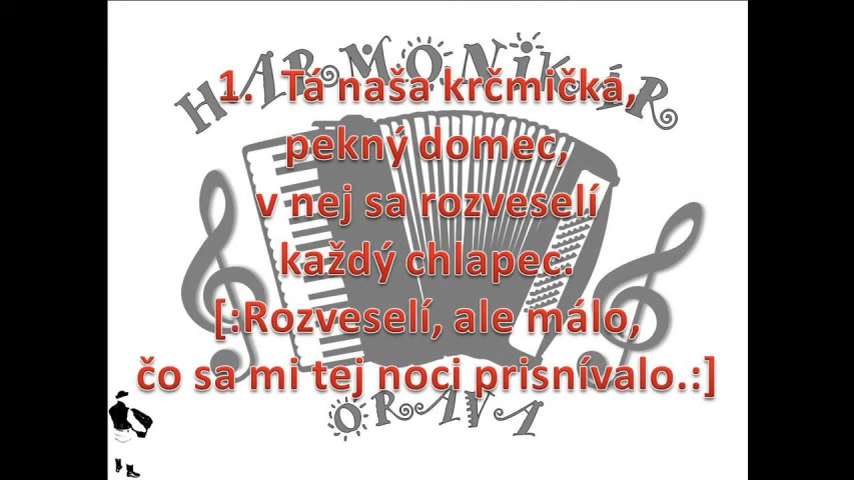 HARMONIKÁR
1. Tá naša krčmička,
pekný domec,
v nej sa rozveselí
každý chlapec.
[:Rozveselí, ale málo,
čo sa mi tej noci prisnívalo.:]
ORAVA